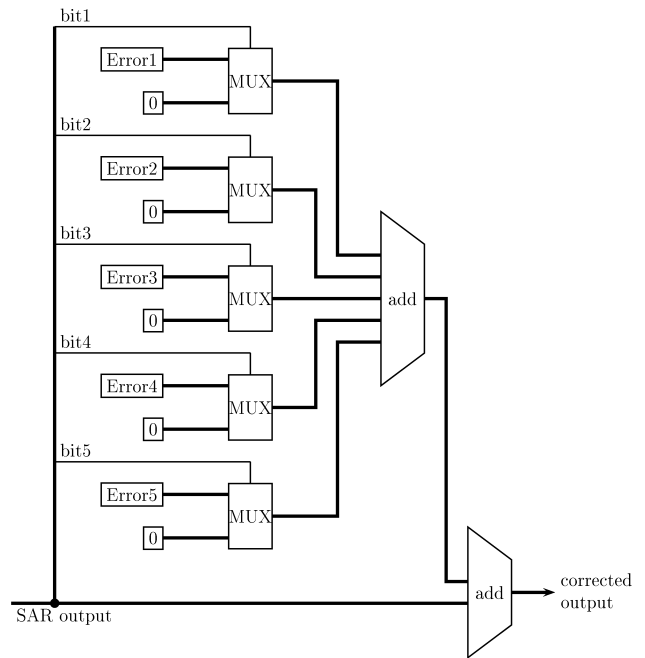 bit1
Error1
MUX
0
bit2
Error2
MUX
0
bit3
Error3
MUX
0
add
bit4
Error4
MUX
0
bit5
Error5
MUX
0
add
corrected
output
SAR output